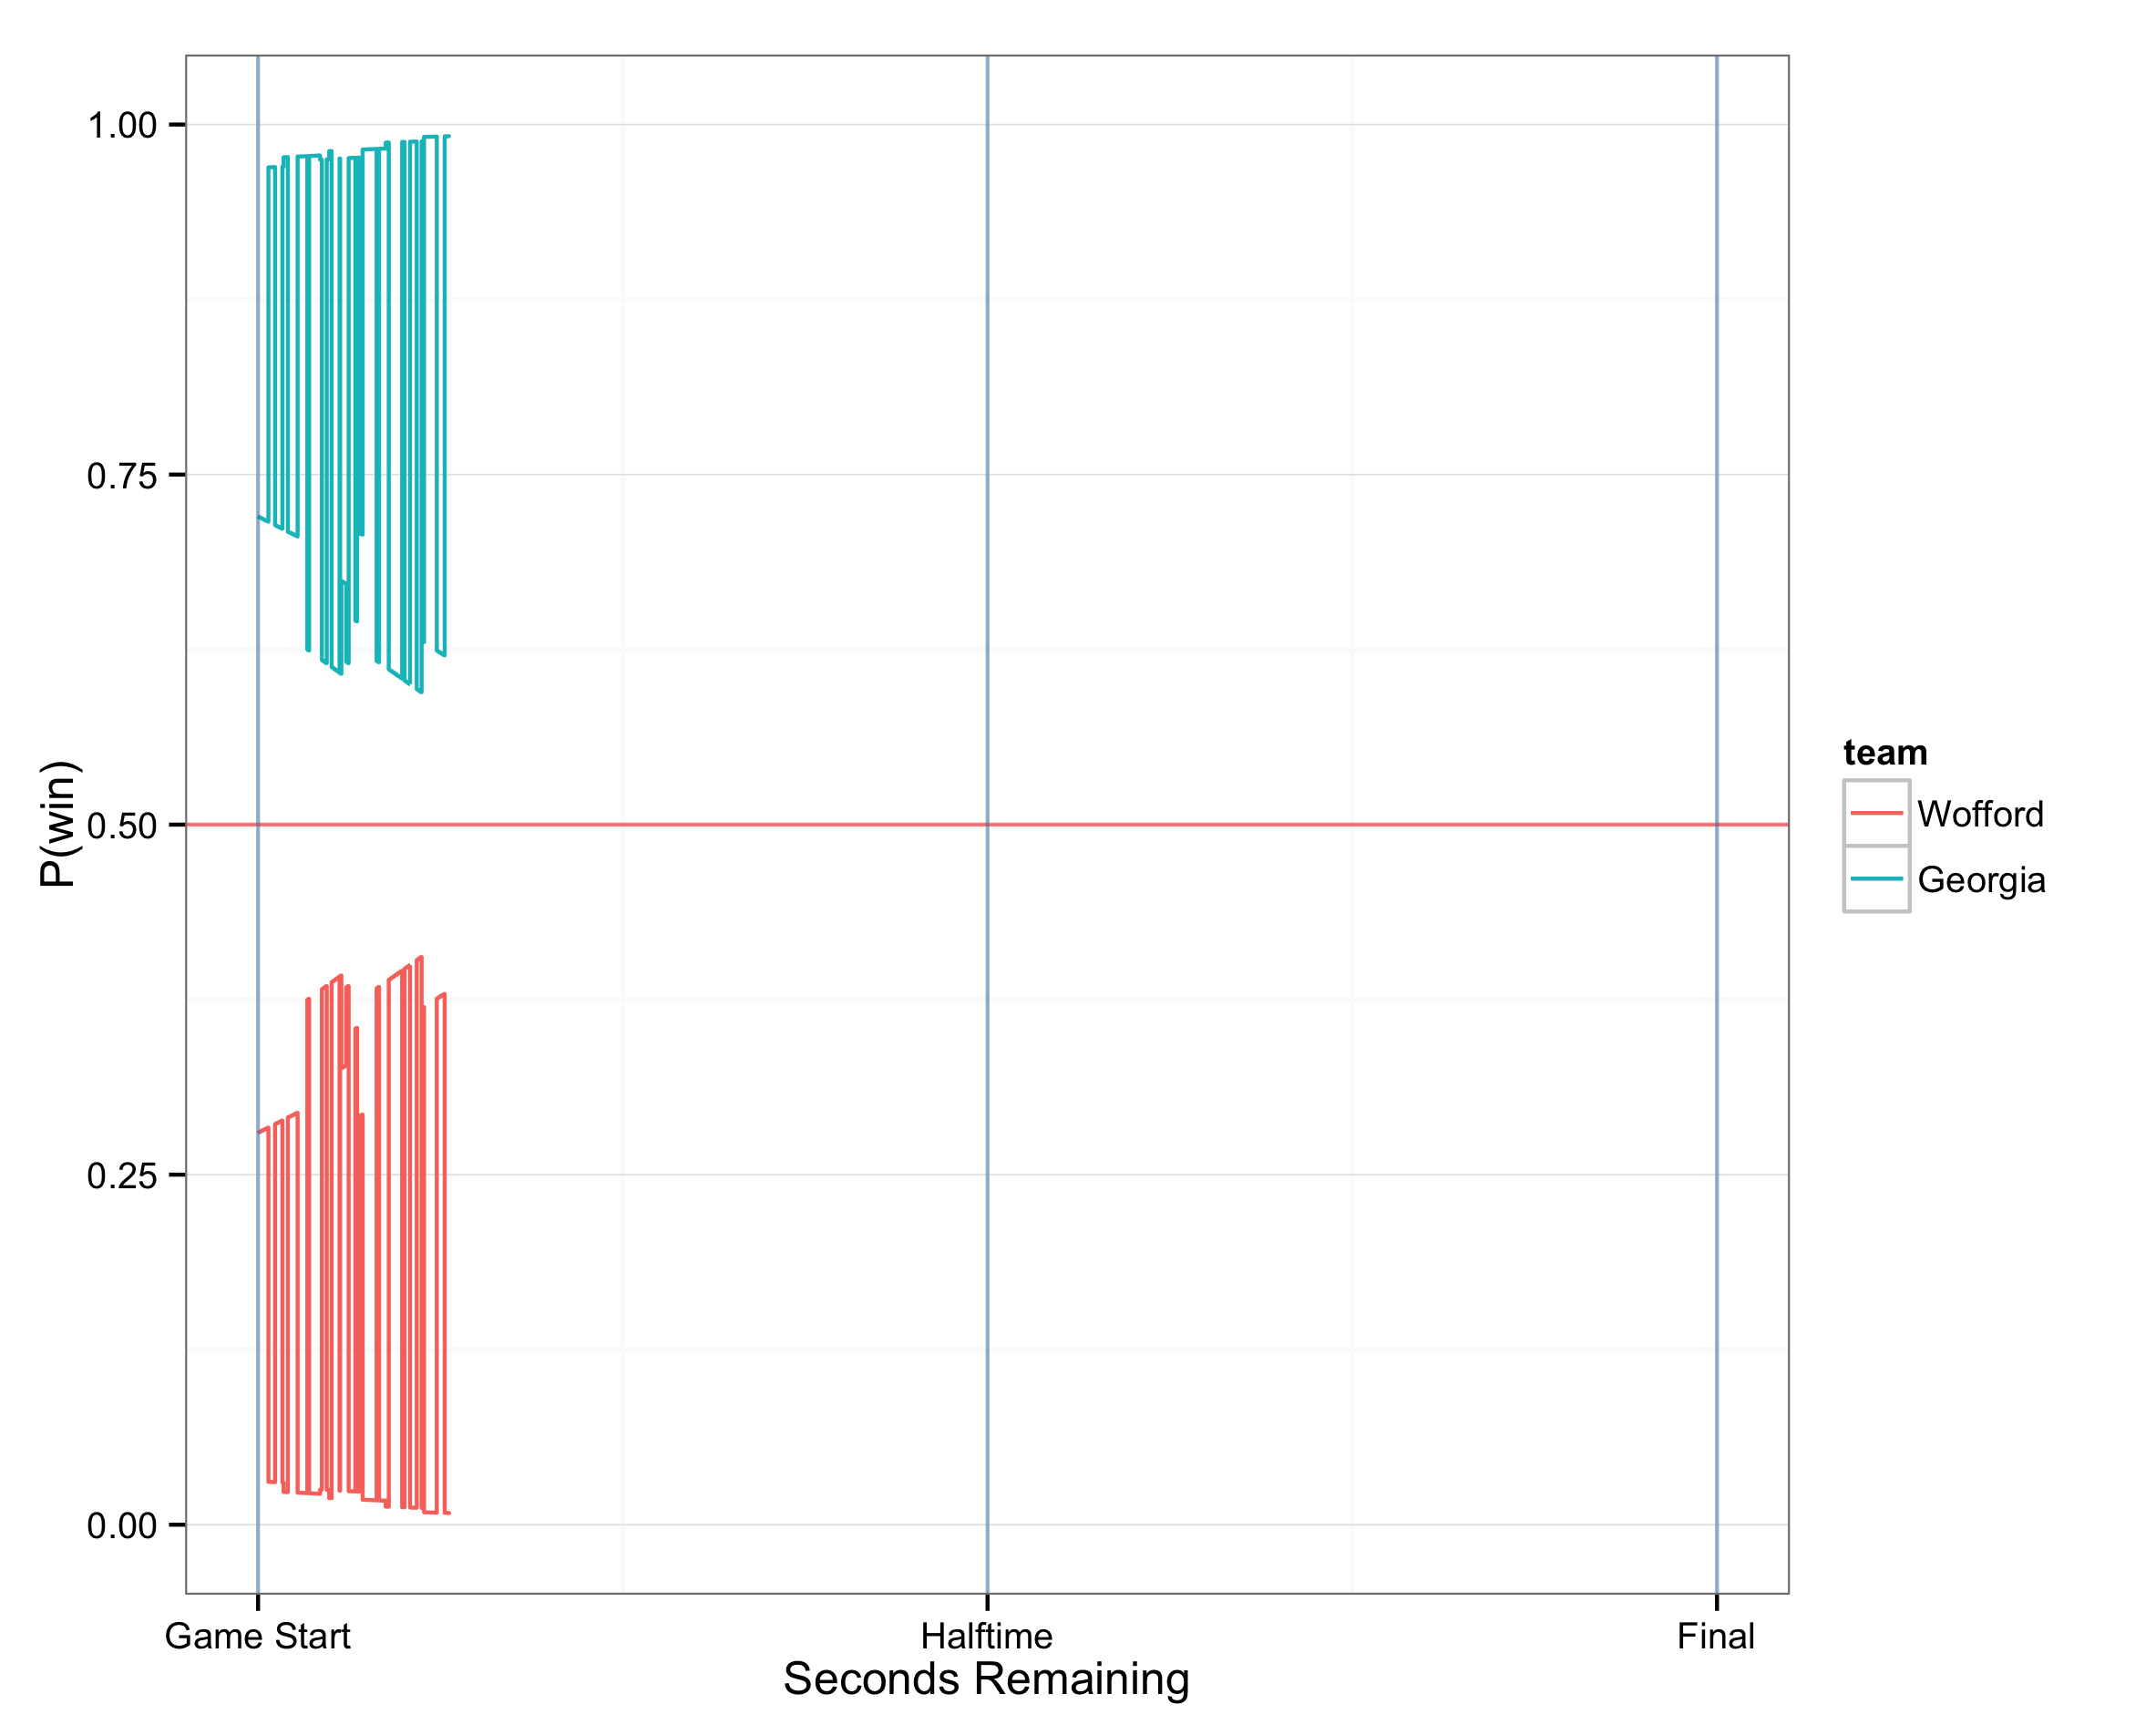 1.00
0.75
0.50
0.25
0.00
P(win)
Game Start
Halftime
Final
Seconds Remaining
team
Wofford
Georgia